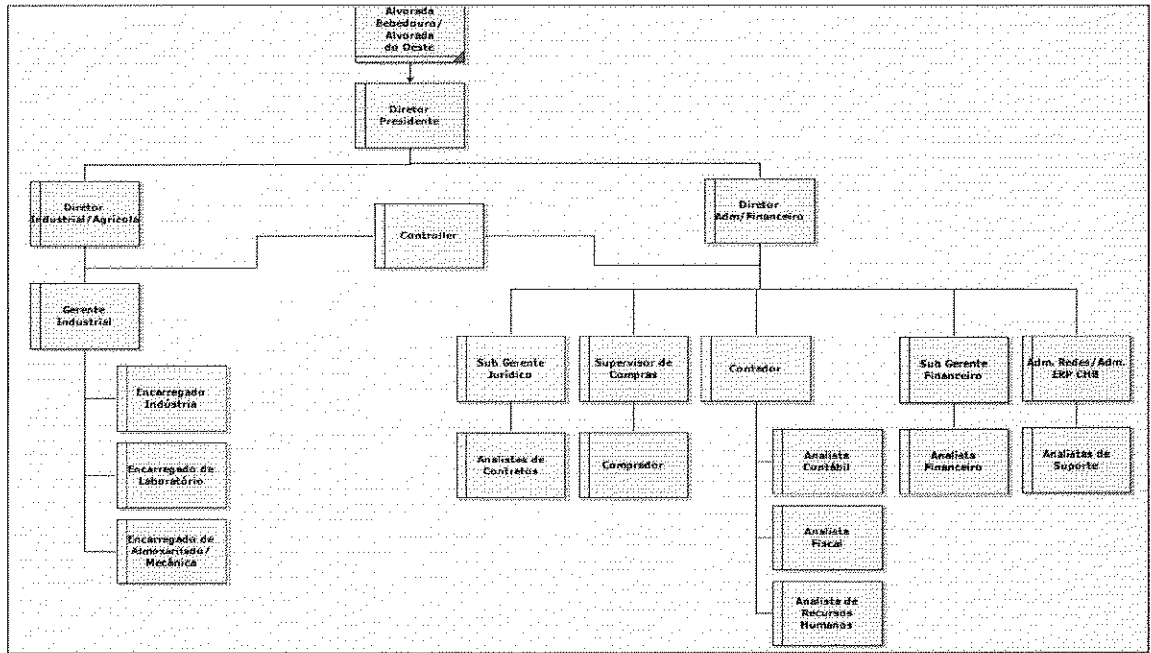 Alvorada
Bebedouro/
Alvorada
do Oeste
Diretor
Presidente
Diretor
Industrial/Agrícola
Diretor
Adm/Financeiro
Controller
Gerente
Industrial
Sub Gerente
Jurídico
Supervisor de
Compras
Contador
Sub Gerente
Financeiro
Adm. Redes/Adm.
ERP CHB
Encarregado
Indústria
Analistas de
Contratos
Comprador
Analista
Contábil
Analista
Financeiro
Analistas de
Suporte
Encarregado de
Laboratório
Analista
Fiscal
Encarregado de
Almoxarifado/
Mecânica
Analista de
Recursos
Humanos